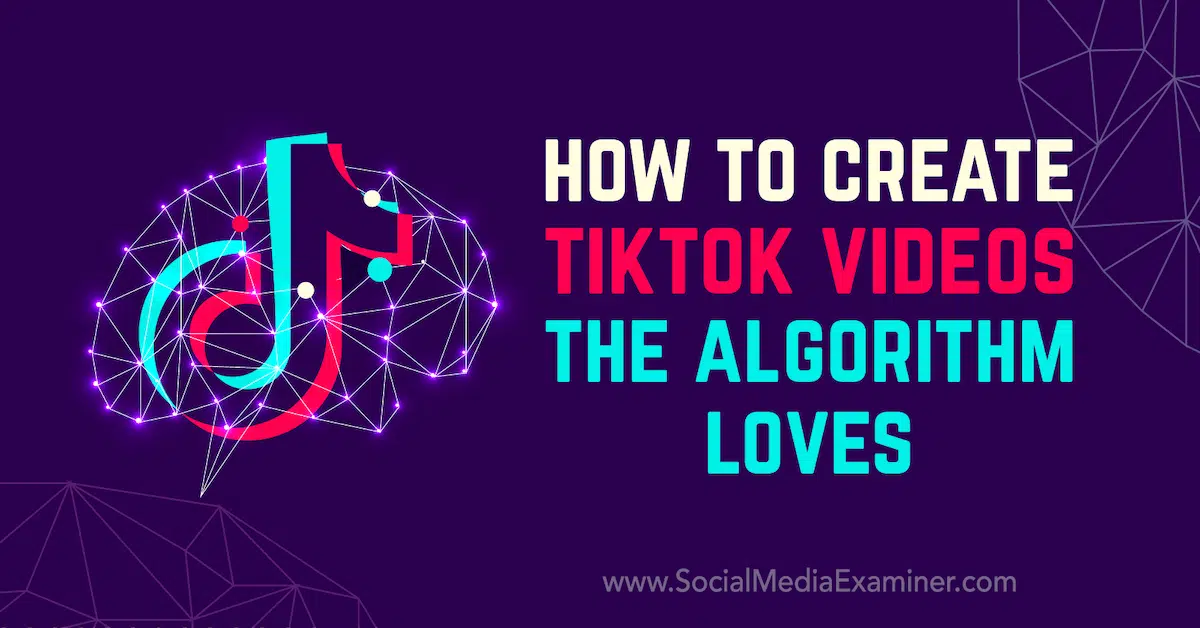 HOW TO CREATE
TIKTOK VIDEOS
THE ALGORITHM
LOVES
www.SocialMediaExaminer.com